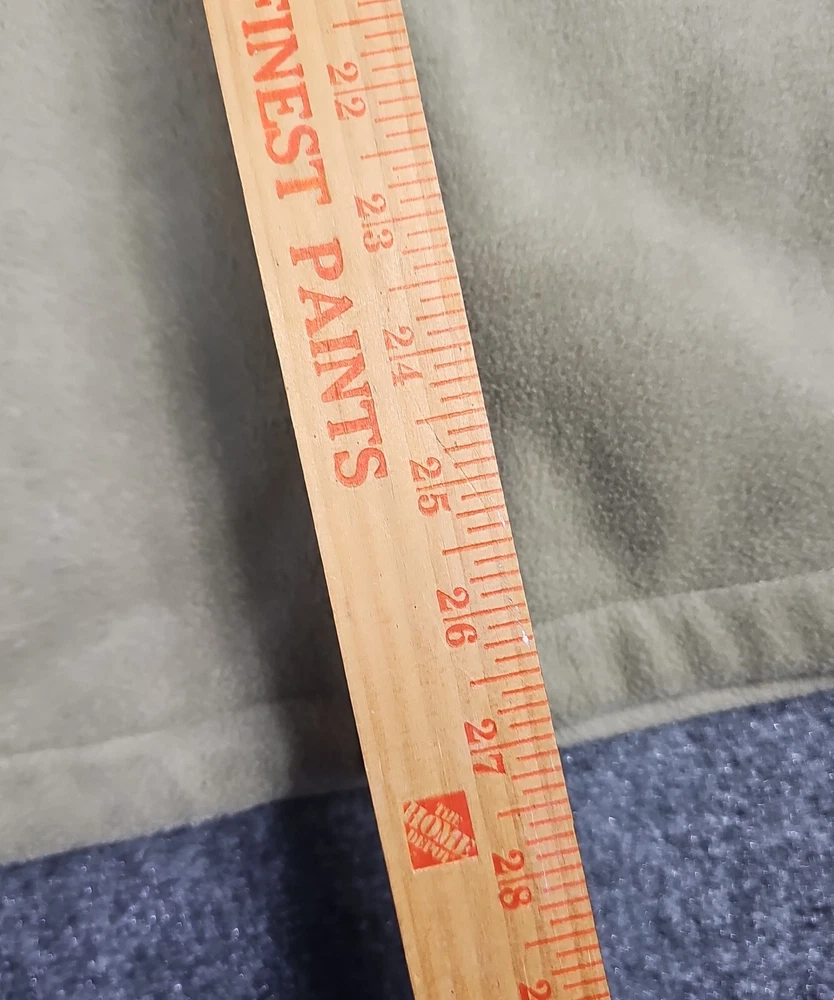 FINEST PAINTS
22
23
24
25
26
27
28
THE
HOME
DEPOT